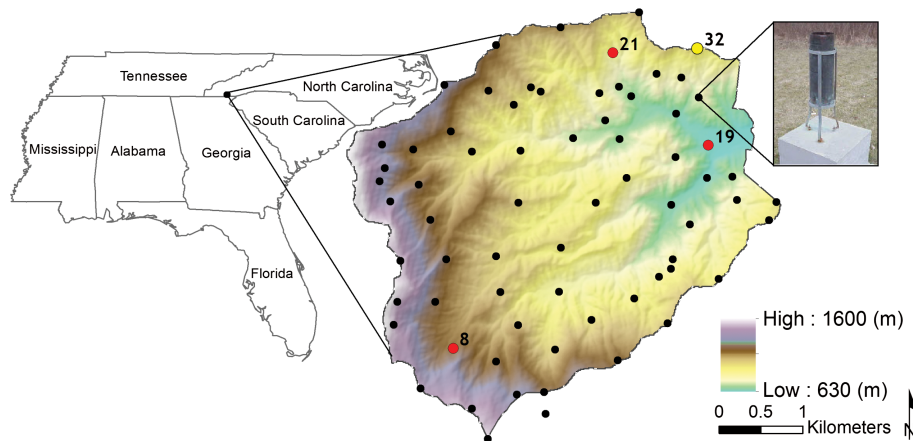 Tennessee
North Carolina
South Carolina
Mississippi
Alabama
Georgia
Florida
21
32
19
8
High : 1600 (m)
Low : 630 (m)
0 0.5 1
Kilometers
N